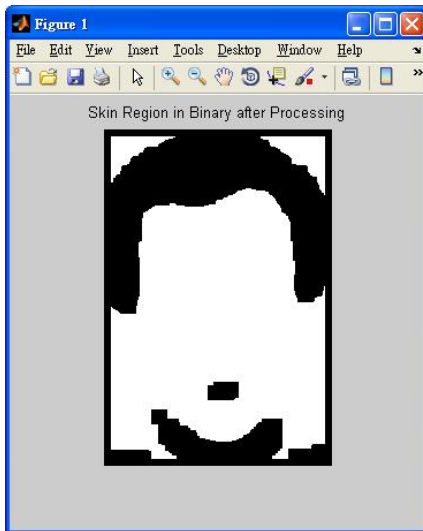 Figure 1
File Edit View Insert Tools Desktop Window Help
Skin Region in Binary after Processing